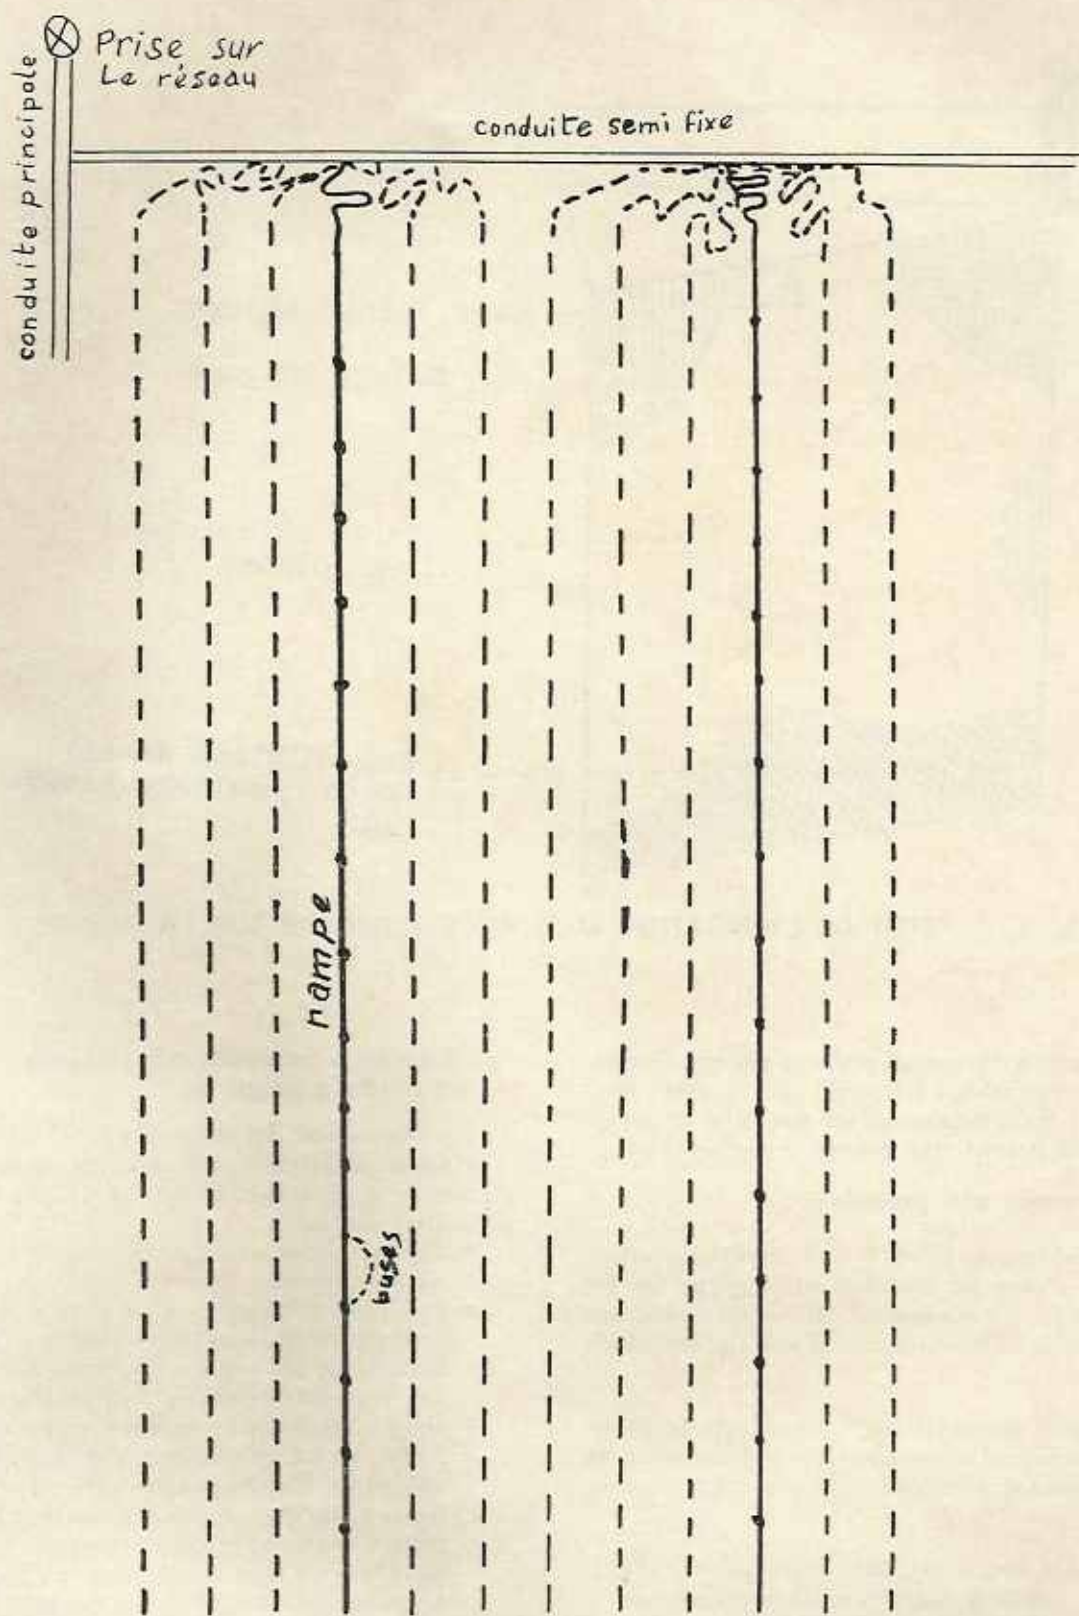 Prise sur
Le réseau
conduite principale
conduite semi fixe
rampe
buses